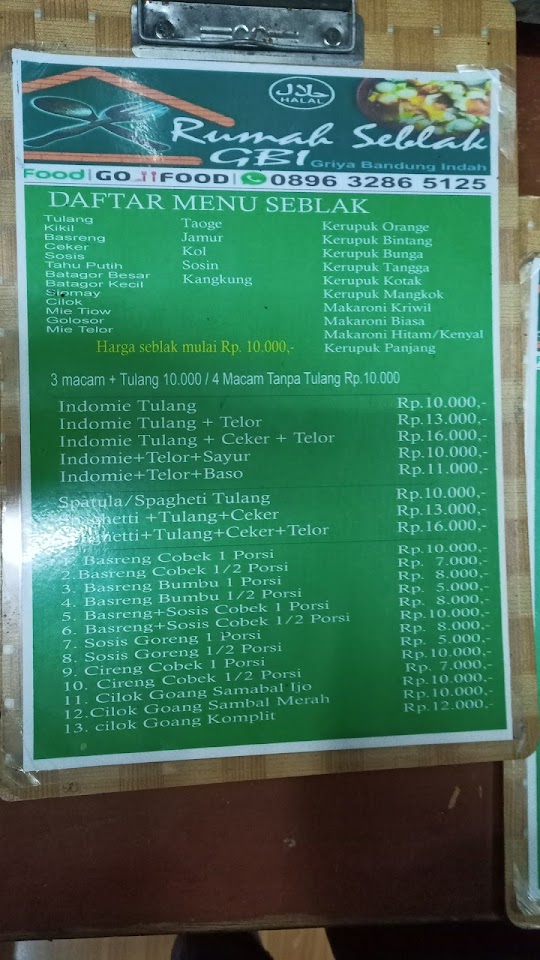 حلال
HALAL
Rumah Seblak
GBI
Griya Bandung Indah
Food | GO FOOD | 0896 3286 5125
DAFTAR MENU SEBLAK
Tulang
Kikil
Basreng
Ceker
Sosis
Tahu Putih
Batagor Besar
Batagor Kecil
Siomay
Cilok
Mie Tiow
Golosor
Mie Telor
Taoge
Jamur
Kol
Sosin
Kangkung
Kerupuk Orange
Kerupuk Bintang
Kerupuk Bunga
Kerupuk Tangga
Kerupuk Kotak
Kerupuk Mangkok
Makaroni Kriwil
Makaroni Biasa
Makaroni Hitam/Kenyal
Kerupuk Panjang
Harga seblak mulai Rp. 10.000,-
3 macam + Tulang 10.000 / 4 Macam Tanpa Tulang Rp.10.000
Indomie Tulang Rp.10.000,-
Indomie Tulang + Telor Rp.13.000,-
Indomie Tulang + Ceker + Telor Rp.16.000,-
Indomie+Telor+Sayur Rp.10.000,-
Indomie+Telor+Baso Rp.11.000,-
Spatula/Spagheti Tulang Rp.10.000,-
+Tulang+Ceker Rp.13.000,-
Rp.16.000,-
1. Basreng Cobek 1 Porsi Rp.10.000,-
2.Basreng Cobek 1/2 Porsi Rp. 7.000,-
3. Basreng Bumbu 1 Porsi Rp. 8.000,-
4. Basreng Bumbu 1/2 Porsi Rp. 5.000,-
5. Basreng+Sosis Cobek 1 Porsi Rp. 8.000,-
6. Basreng+Sosis Cobek 1/2 Porsi Rp.10.000,-
7. Sosis Goreng 1 Porsi Rp. 8.000,-
8. Sosis Goreng 1/2 Porsi Rp. 5.000,-
9. Cireng Cobek 1 Porsi Rp.10.000,-
10. Cireng Cobek 1/2 Porsi Rp. 7.000,-
11. Cilok Goang Samabal Ijo Rp.10.000,-
12.Cilok Goang Sambal Merah Rp.10.000,-
13. cilok Goang Komplit Rp.12.000,-